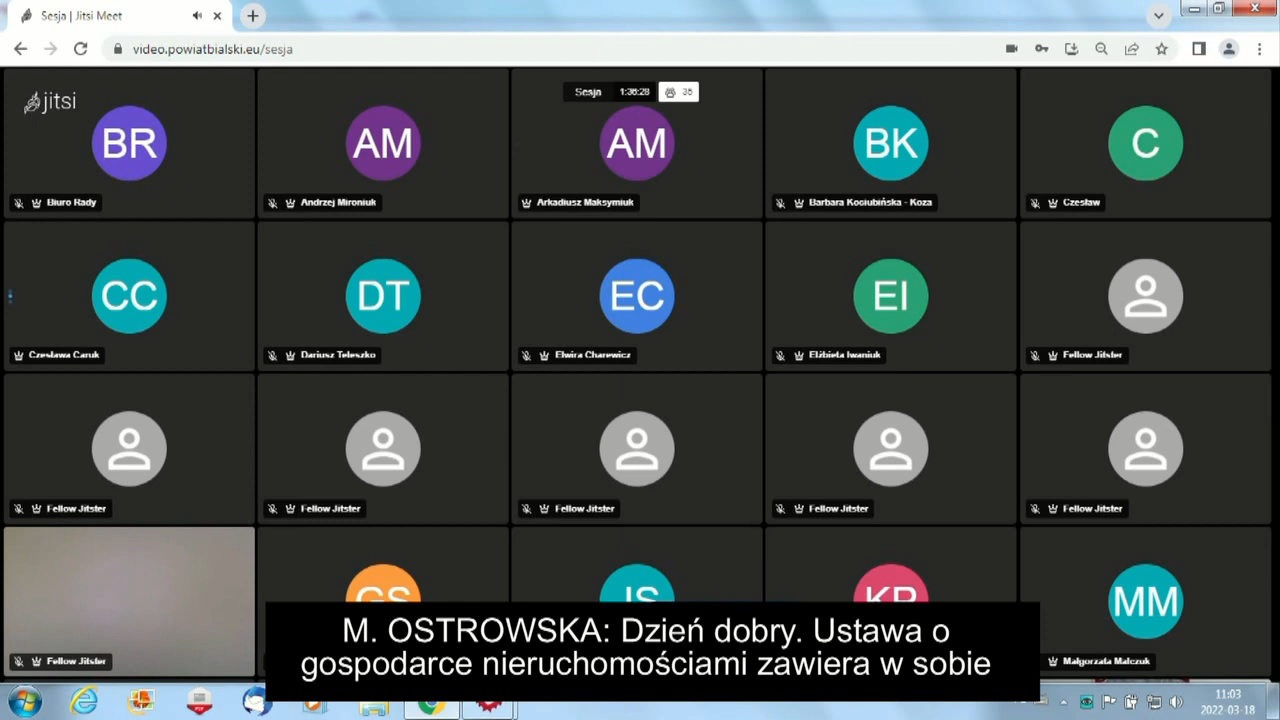 Sesja | Jitsi Meet
video.powiatbialski.eu/sesja
jitsi
Sesja 1:36:28 35
BR
AM
AM
BK
C
Biuro Rady
Andrzej Mironiuk
Arkadiusz Maksymiuk
Barbara Kociubińska - Koza
Czesław
CC
DT
EC
EI
Czesława Caruk
Dariusz Teleszko
Elwira Charewicz
Elżbieta Iwaniuk
Fellow Jitster
Fellow Jitster
Fellow Jitster
Fellow Jitster
Fellow Jitster
Fellow Jitster
GS
JS
KP
MM
Fellow Jitster
Małgorzata Malczuk
M. OSTROWSKA: Dzień dobry. Ustawa o
gospodarce nieruchomościami zawiera w sobie
11:03
2022-03-18